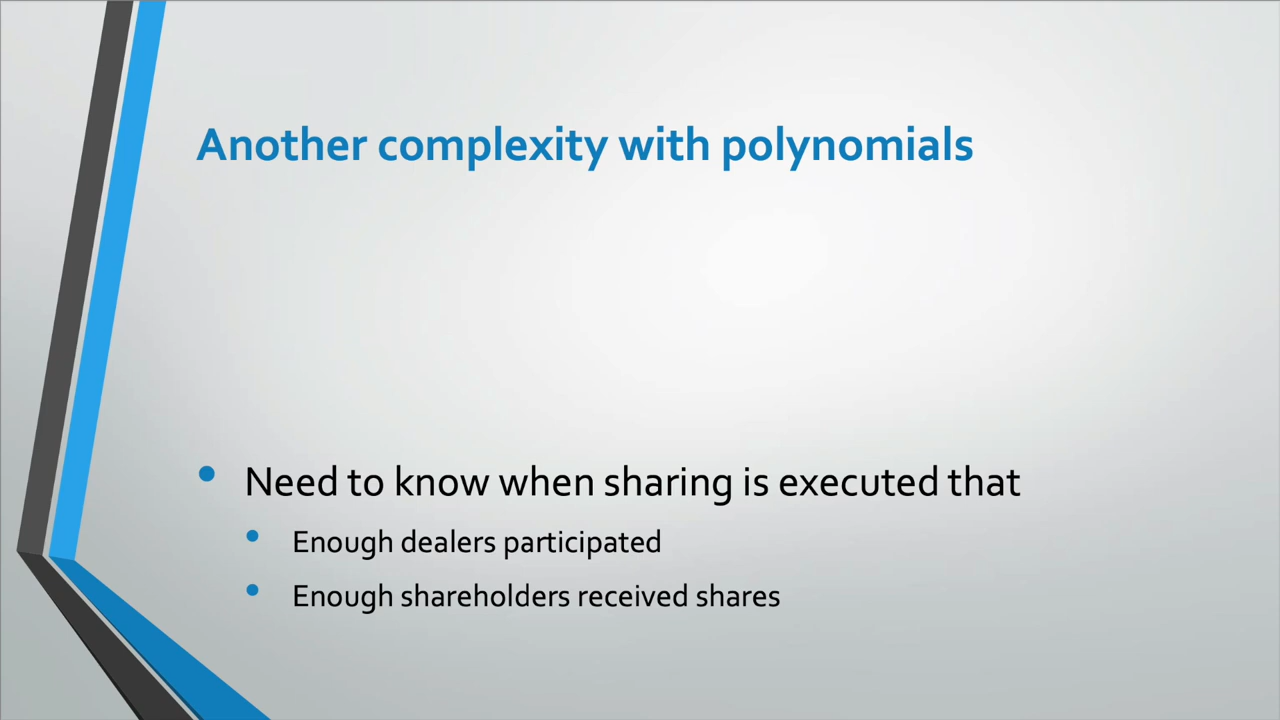 Another complexity with polynomials
• Need to know when sharing is executed that
• Enough dealers participated
• Enough shareholders received shares